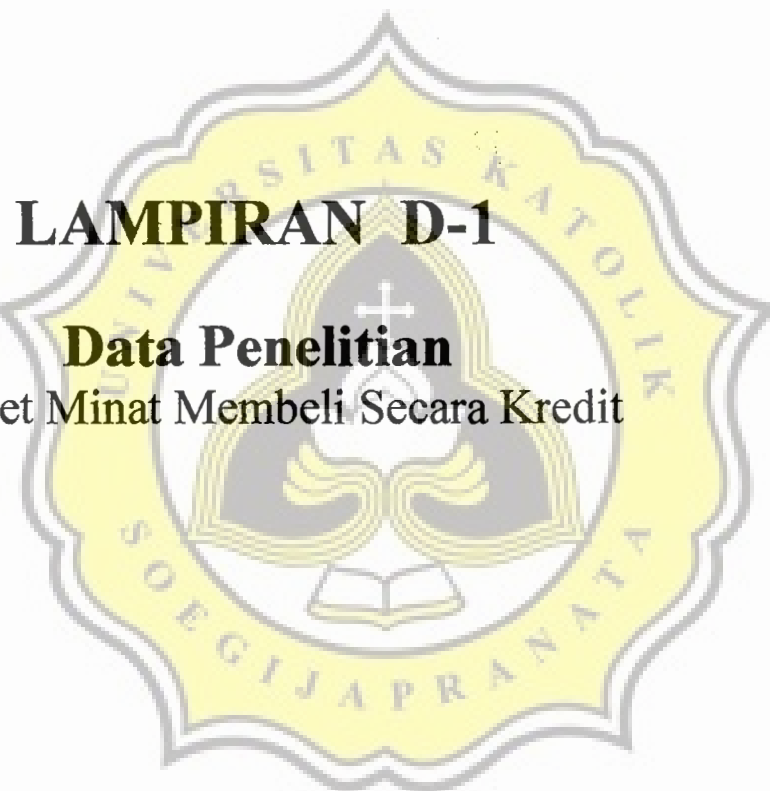 LAMPIRAN D-1
Data Penelitian
et Minat Membeli Secara Kredit
UNIVERSITAS KATOLIK
SOEGIJAPRANATA